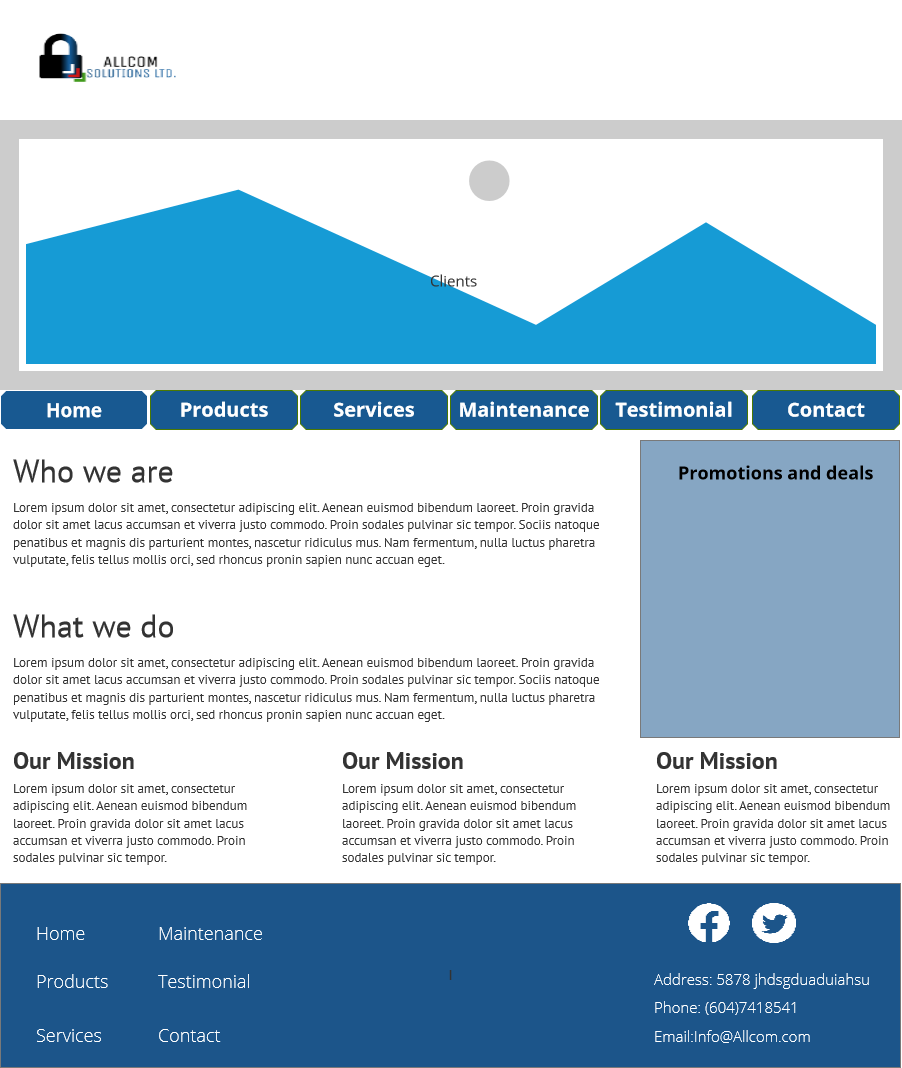 ALLCOM
SOLUTIONS LTD.
Clients
Home
Products
Services
Maintenance
Testimonial
Contact
Who we are
Lorem ipsum dolor sit amet, consectetur adipiscing elit. Aenean euismod bibendum laoreet. Proin gravida
dolor sit amet lacus accumsan et viverra justo commodo. Proin sodales pulvinar sic tempor. Sociis natoque
penatibus et magnis dis parturient montes, nascetur ridiculus mus. Nam fermentum, nulla luctus pharetra
vulputate, felis tellus mollis orci, sed rhoncus pronin sapien nunc accuan eget.
Promotions and deals
What we do
Lorem ipsum dolor sit amet, consectetur adipiscing elit. Aenean euismod bibendum laoreet. Proin gravida
dolor sit amet lacus accumsan et viverra justo commodo. Proin sodales pulvinar sic tempor. Sociis natoque
penatibus et magnis dis parturient montes, nascetur ridiculus mus. Nam fermentum, nulla luctus pharetra
vulputate, felis tellus mollis orci, sed rhoncus pronin sapien nunc accuan eget.
Our Mission
Lorem ipsum dolor sit amet, consectetur
adipiscing elit. Aenean euismod bibendum
laoreet. Proin gravida dolor sit amet lacus
accumsan et viverra justo commodo. Proin
sodales pulvinar sic tempor.
Our Mission
Lorem ipsum dolor sit amet, consectetur
adipiscing elit. Aenean euismod bibendum
laoreet. Proin gravida dolor sit amet lacus
accumsan et viverra justo commodo. Proin
sodales pulvinar sic tempor.
Our Mission
Lorem ipsum dolor sit amet, consectetur
adipiscing elit. Aenean euismod bibendum
laoreet. Proin gravida dolor sit amet lacus
accumsan et viverra justo commodo. Proin
sodales pulvinar sic tempor.
Home
Products
Services
Maintenance
Testimonial
Contact
l
Address: 5878 jhdsgduaduiahsu
Phone: (604)7418541
Email:Info@Allcom.com